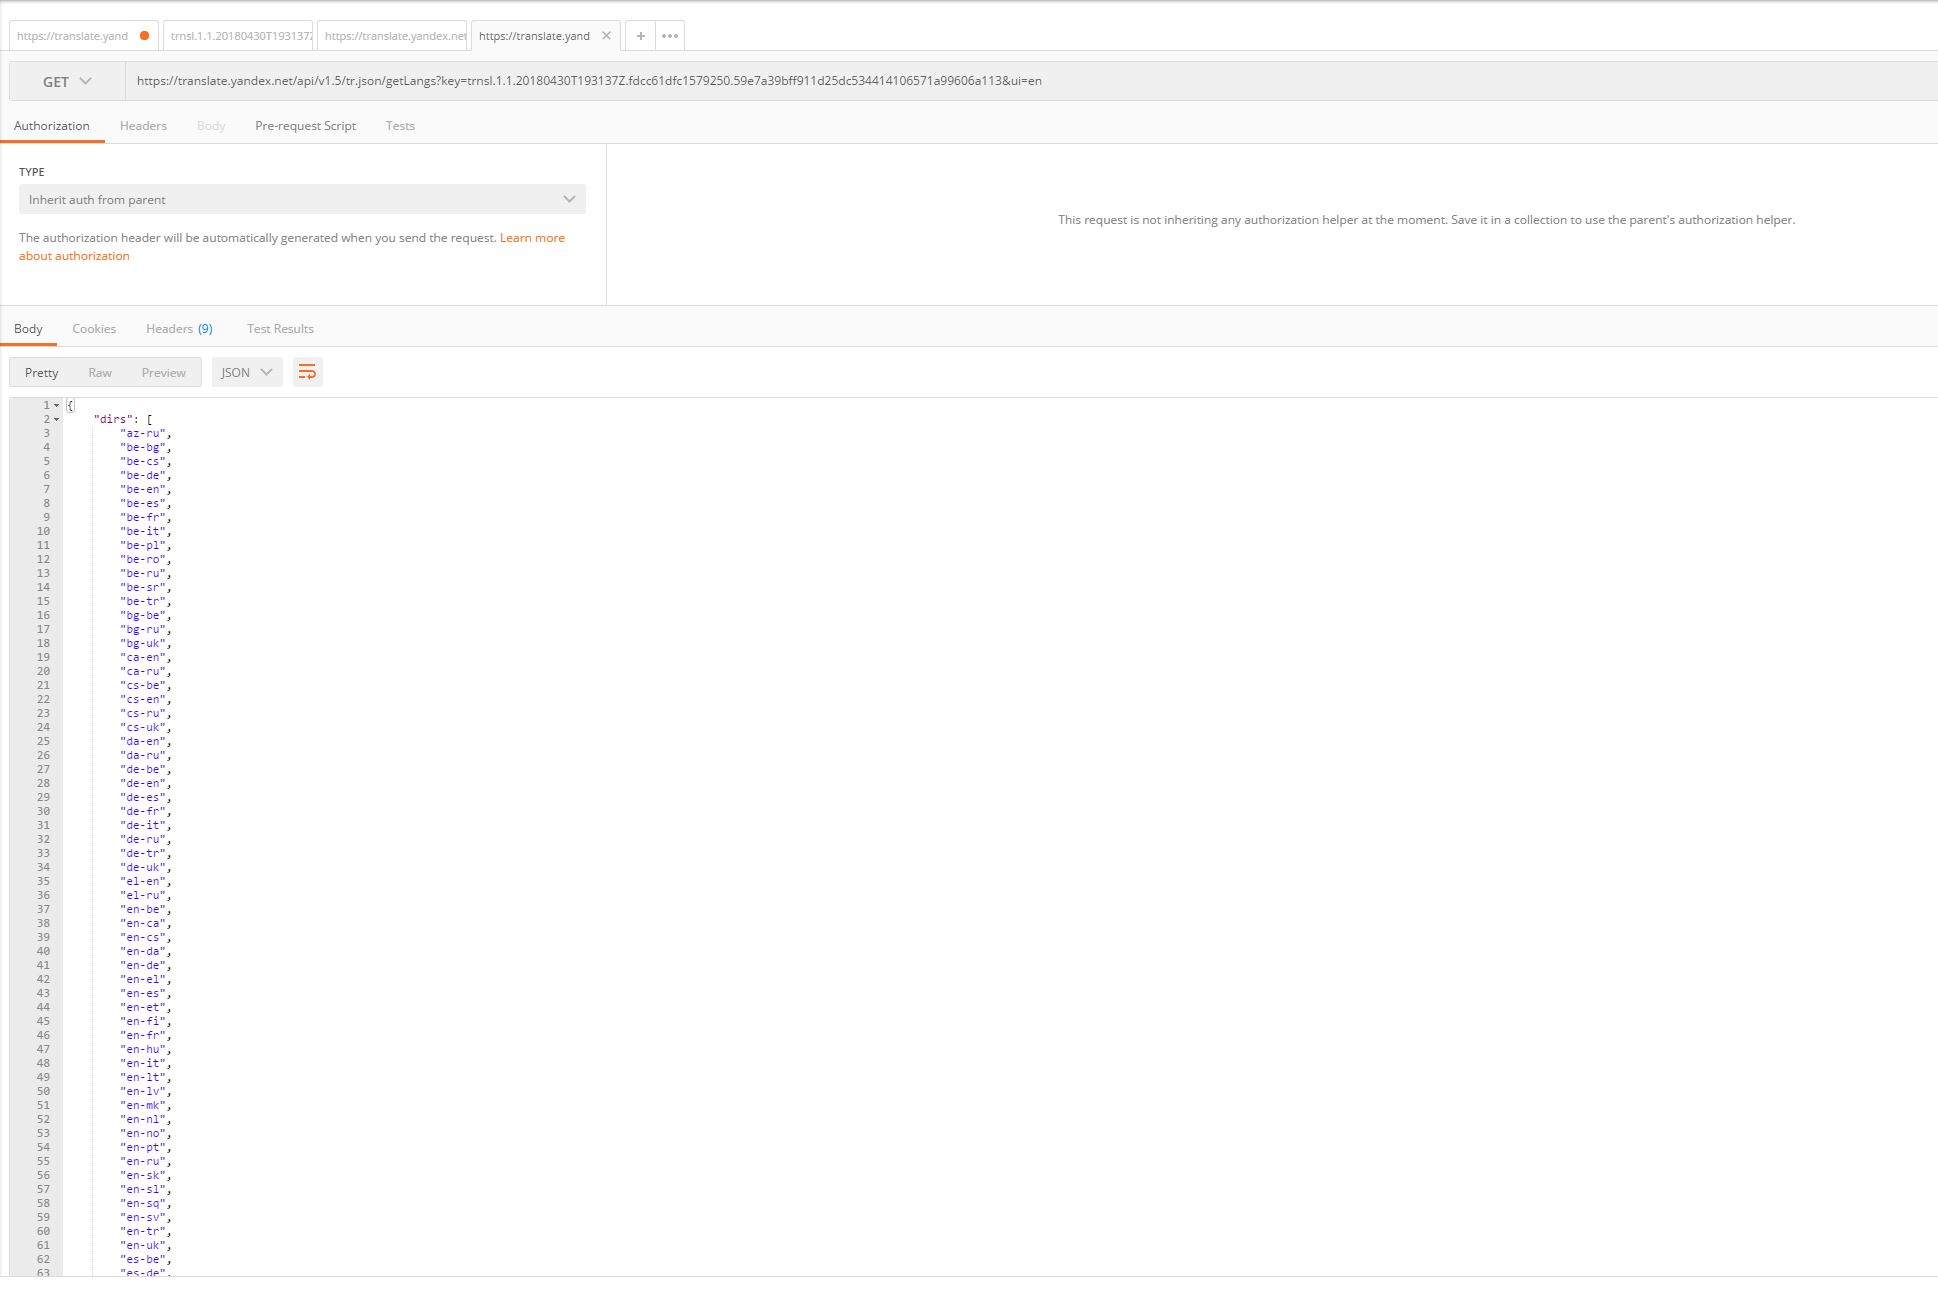 https://translate.yand
trnsl.1.1.20180430T193137Z
https://translate.yandex.net
https://translate.yand
GET
https://translate.yandex.net/api/v1.5/tr.json/getLangs?key=trnsl.1.1.20180430T193137Z.fdcc61dfc1579250.59e7a39bff911d25dc534414106571a99606a113&ui=en
Authorization Headers Body Pre-request Script Tests
TYPE
Inherit auth from parent
The authorization header will be automatically generated when you send the request. Learn more
about authorization
This request is not inheriting any authorization helper at the moment. Save it in a collection to use the parent's authorization helper.
Body Cookies Headers (9) Test Results
Pretty Raw Preview JSON
1 {
2 "dirs": [
3 "az-ru",
4 "be-bg",
5 "be-cs",
6 "be-de",
7 "be-en",
8 "be-es",
9 "be-fr",
10 "be-it",
11 "be-pl",
12 "be-ro",
13 "be-ru",
14 "be-sr",
15 "be-tr",
16 "bg-be",
17 "bg-ru",
18 "bg-uk",
19 "ca-en",
20 "ca-ru",
21 "cs-be",
22 "cs-en",
23 "cs-ru",
24 "cs-uk",
25 "da-en",
26 "da-ru",
27 "de-be",
28 "de-en",
29 "de-es",
30 "de-fr",
31 "de-it",
32 "de-ru",
33 "de-tr",
34 "de-uk",
35 "el-en",
36 "el-ru",
37 "en-be",
38 "en-ca",
39 "en-cs",
40 "en-da",
41 "en-de",
42 "en-el",
43 "en-es",
44 "en-et",
45 "en-fi",
46 "en-fr",
47 "en-hu",
48 "en-it",
49 "en-lt",
50 "en-lv",
51 "en-mk",
52 "en-nl",
53 "en-no",
54 "en-pt",
55 "en-ru",
56 "en-sk",
57 "en-sl",
58 "en-sq",
59 "en-sv",
60 "en-tr",
61 "en-uk",
62 "es-be",
63 "es-de",